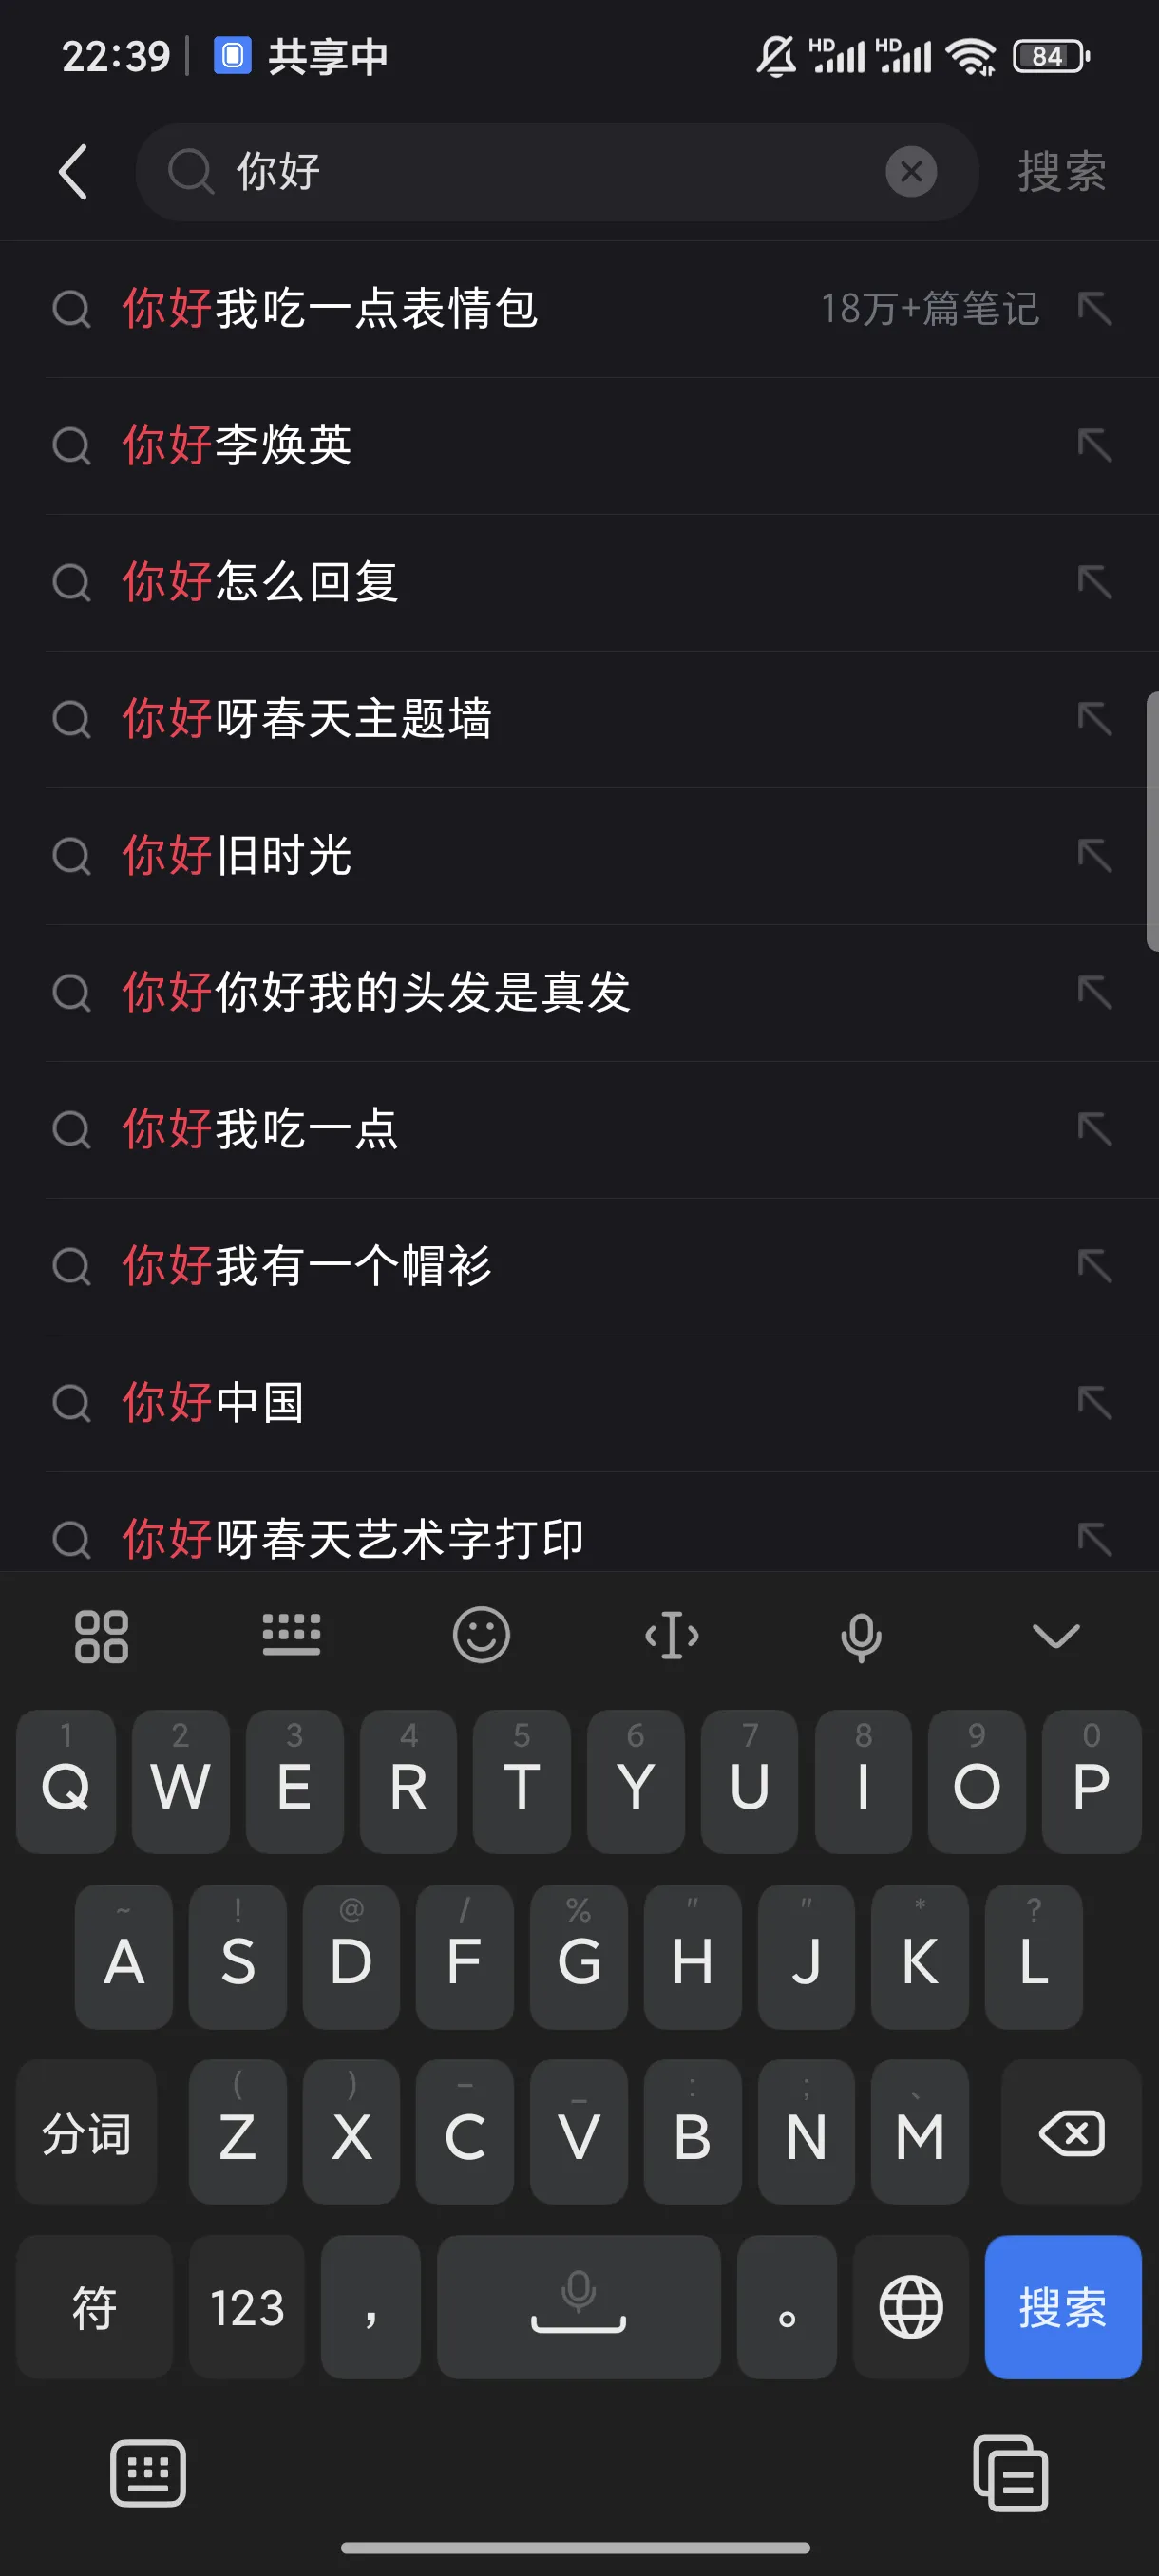 22:39 共享中 HD HD 84
你好 搜索
你好我吃一点表情包 18万+篇笔记
你好李焕英
你好怎么回复
你好呀春天主题墙
你好旧时光
你好你好我的头发是真发
你好我吃一点
你好我有一个帽衫
你好中国
你好呀春天艺术字打印
1 2 3 4 5 6 7 8 9 0
Q W E R T Y U I O P
~ ! @ / % " " * ?
A S D F G H J K L
( ) – _ : ; 、
分词 Z X C V B N M
符 123 , 。 搜索